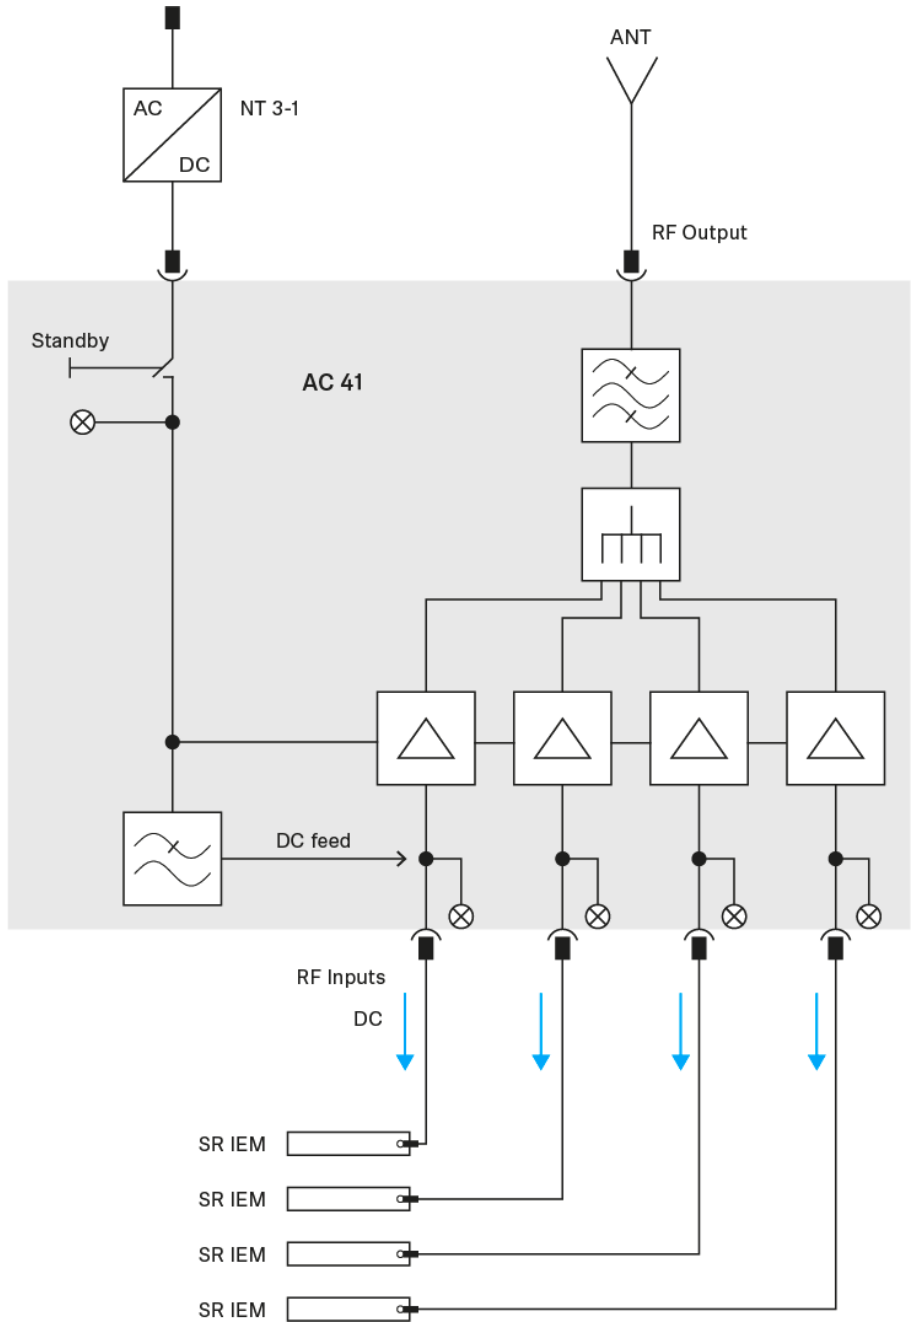 ANT
AC
NT 3-1
DC
RF Output
Standby
AC 41
DC feed
RF Inputs
DC
SR IEM
SR IEM
SR IEM
SR IEM